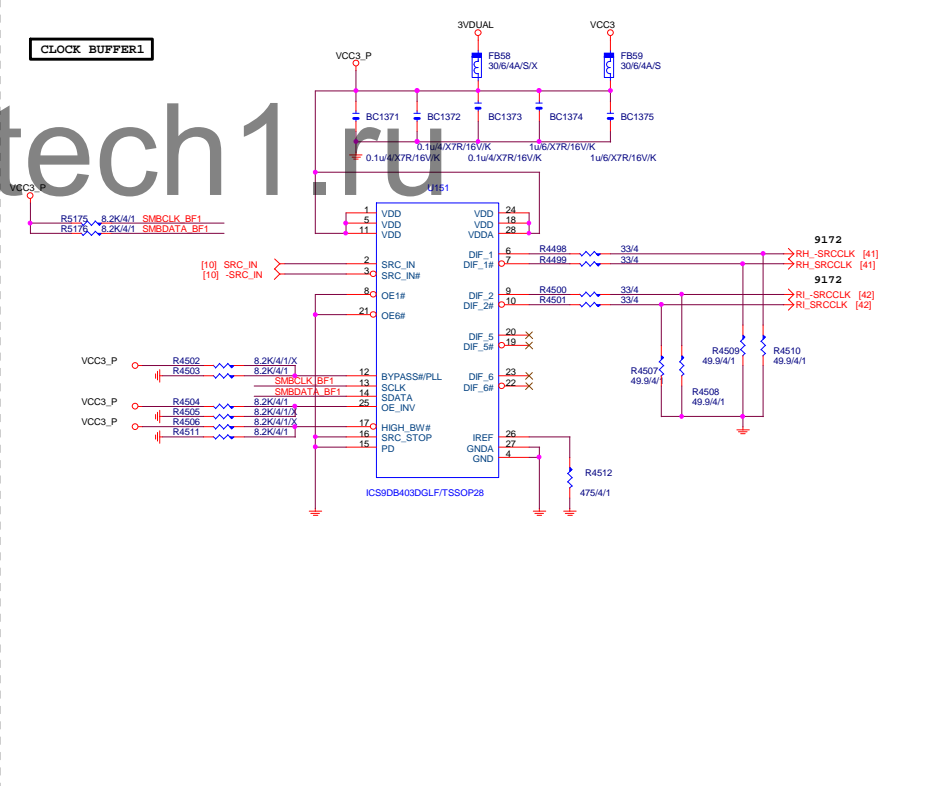 CLOCK BUFFER1
3VDUAL
VCC3
VCC3_P
FB58
30/6/4A/S/X
FB59
30/6/4A/S
BC1371
BC1372
BC1373
BC1374
BC1375
0.1u/4/X7R/16V/K
0.1u/4/X7R/16V/K
0.1u/4/X7R/16V/K
1u/6/X7R/16V/K
1u/6/X7R/16V/K
tech1.ru
VCC3_P
R5175 8.2K/4/1 SMBCLK_BF1
R5176 8.2K/4/1 SMBDATA_BF1
U151
1 VDD VDD 24
5 VDD VDD 18
11 VDD VDDA 28
[10] SRC_IN 2 SRC_IN
[10] -SRC_IN 3 SRC_IN#
8 OE1#
21 OE6#
DIF_1 6 R4498 33/4
DIF_1# 7 R4499 33/4
DIF_2 9 R4500 33/4
DIF_2# 10 R4501 33/4
DIF_5 20
DIF_5# 19
DIF_6 23
DIF_6# 22
9172
RH_-SRCCLK [41]
RH_SRCCLK [41]
9172
RI_-SRCCLK [42]
RI_SRCCLK [42]
R4509
49.9/4/1
R4510
49.9/4/1
R4507
49.9/4/1
R4508
49.9/4/1
VCC3_P R4502 8.2K/4/1/X
R4503 8.2K/4/1 12 BYPASS#/PLL
SMBCLK_BF1 13 SCLK
SMBDATA_BF1 14 SDATA
VCC3_P R4504 8.2K/4/1 25 OE_INV
R4505 8.2K/4/1/X
VCC3_P R4506 8.2K/4/1/X 17 HIGH_BW#
R4511 8.2K/4/1 16 SRC_STOP
15 PD
IREF 26
GNDA 27
GND 4
R4512
475/4/1
ICS9DB403DGLF/TSSOP28